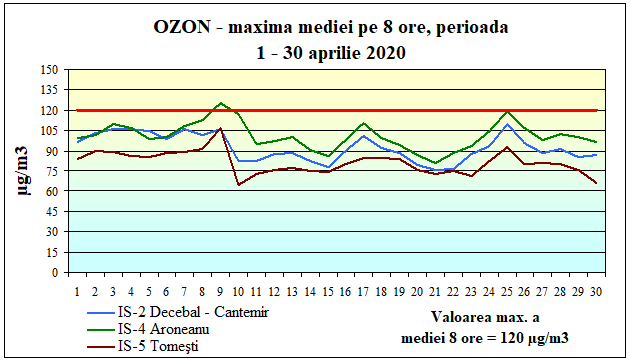 OZON - maxima mediei pe 8 ore, perioada
1 - 30 aprilie 2020
µg/m3
150
135
120
105
90
75
60
45
30
15
0
1 2 3 4 5 6 7 8 9 10 11 12 13 14 15 16 17 18 19 20 21 22 23 24 25 26 27 28 29 30
IS-2 Decebal - Cantemir
IS-4 Aroneanu
IS-5 Tomeşti
Valoarea max. a
mediei 8 ore = 120 µg/m3